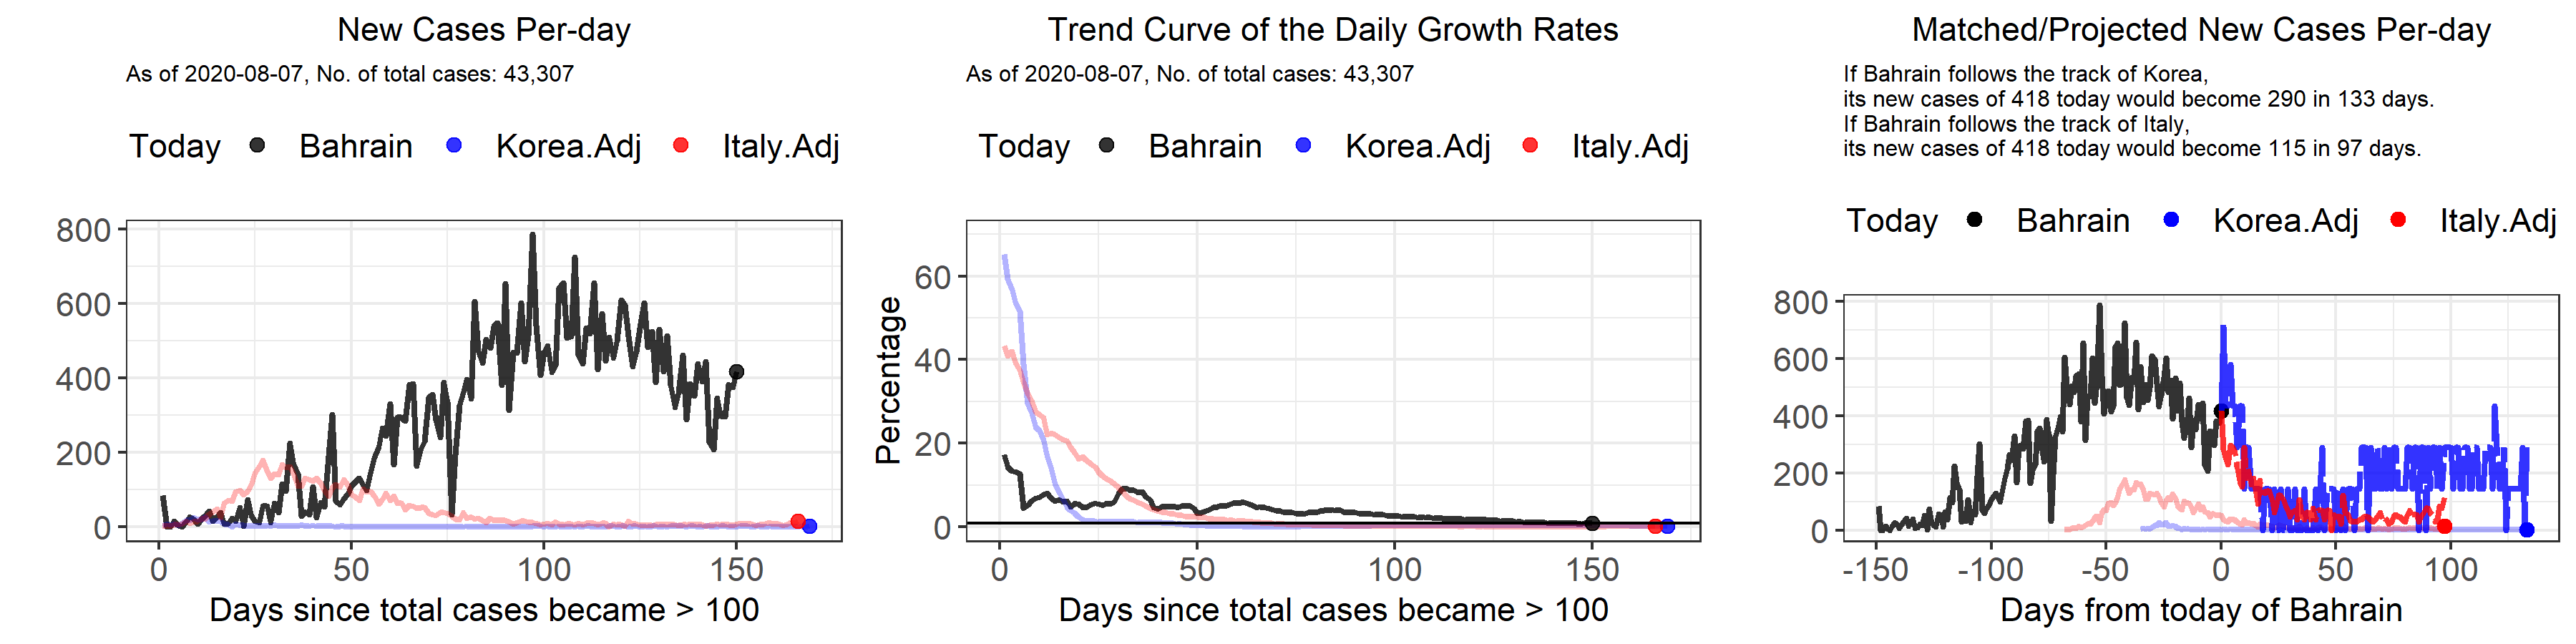 New Cases Per-day
As of 2020-08-07, No. of total cases: 43,307
Today Bahrain Korea.Adj Italy.Adj
800
600
400
200
0
0 50 100 150
Days since total cases became > 100
Trend Curve of the Daily Growth Rates
As of 2020-08-07, No. of total cases: 43,307
Today Bahrain Korea.Adj Italy.Adj
Percentage
60
40
20
0
0 50 100 150
Days since total cases became > 100
Matched/Projected New Cases Per-day
If Bahrain follows the track of Korea,
its new cases of 418 today would become 290 in 133 days.
If Bahrain follows the track of Italy,
its new cases of 418 today would become 115 in 97 days.
Today Bahrain Korea.Adj Italy.Adj
800
600
400
200
0
-150 -100 -50 0 50 100
Days from today of Bahrain